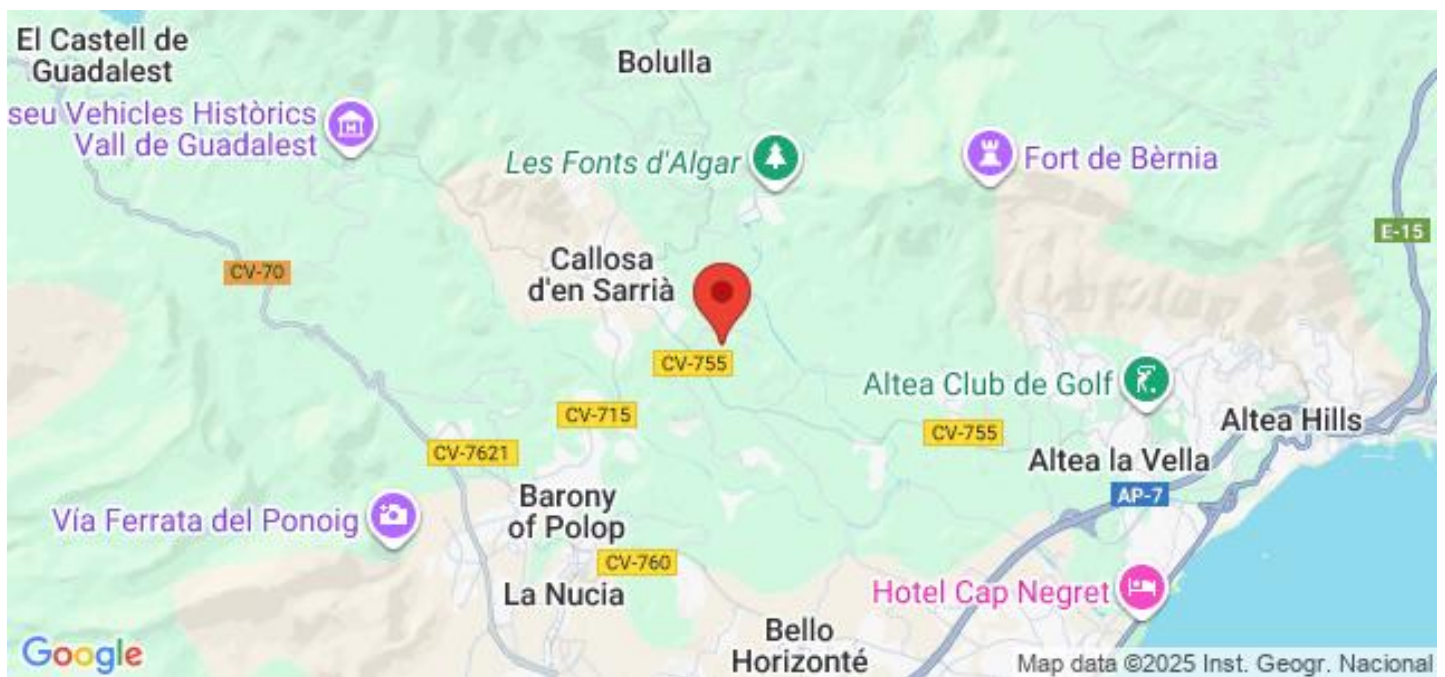 El Castell de
Guadalest
Bolulla
seu Vehicles Històrics
Vall de Guadalest
Les Fonts d'Algar
Fort de Bèrnia
E-15
Callosa
d'en Sarrià
CV-70
CV-755
Altea Club de Golf
CV-715
CV-755
Altea Hills
CV-7621
Altea la Vella
AP-7
Barony
of Polop
Vía Ferrata del Ponoig
CV-760
La Nucia
Hotel Cap Negret
Bello
Horizonté
Google
Map data ©2025 Inst. Geogr. Nacional